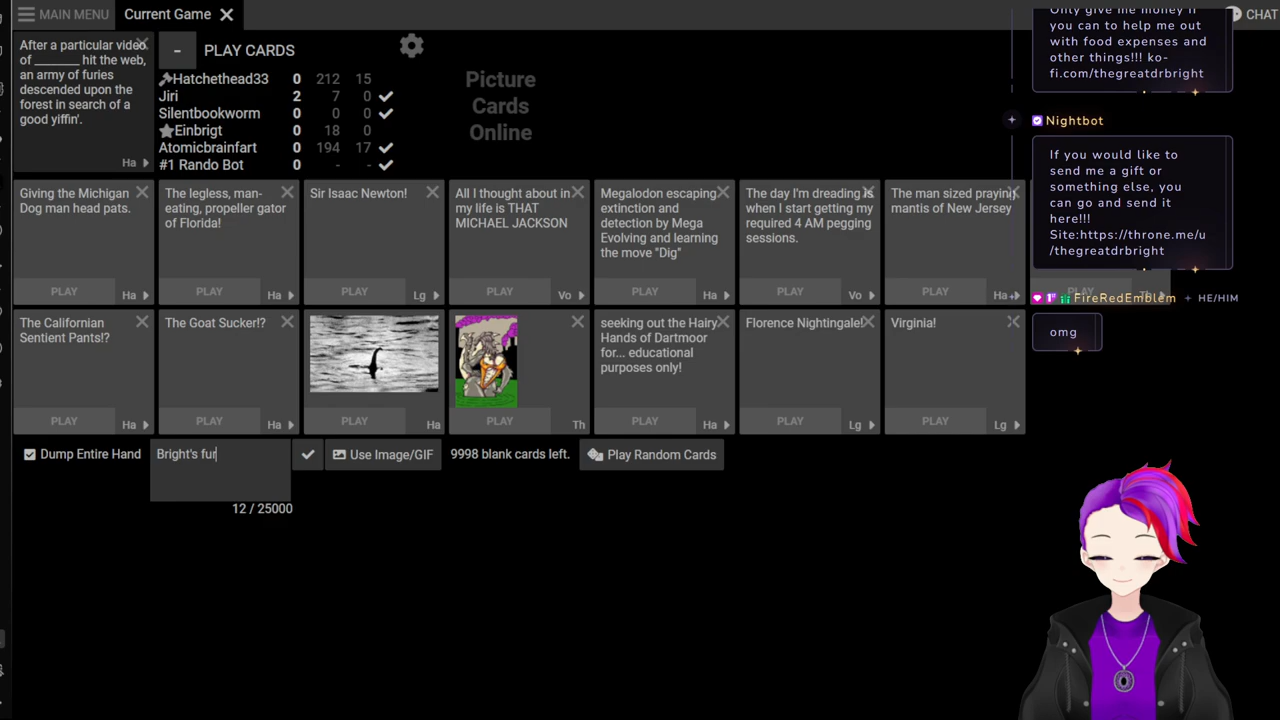 MAIN MENU
Current Game
CHAT
After a particular video
of ________ hit the web,
an army of furies
descended upon the
forest in search of a
good yiffin'.
Ha
-
PLAY CARDS
Hatchethead33 0 212 15
Jiri 2 7 0
Silentbookworm 0 0 0
Einbrigt 0 18 0
Atomicbrainfart 0 194 17
#1 Rando Bot 0 - -
Picture
Cards
Online
Giving the Michigan
Dog man head pats.
PLAY
Ha
The legless, man-
eating, propeller gator
of Florida!
PLAY
Ha
Sir Isaac Newton!
PLAY
Lg
All I thought about in
my life is THAT
MICHAEL JACKSON
PLAY
Vo
Megalodon escaping
extinction and
detection by Mega
Evolving and learning
the move "Dig"
PLAY
Ha
The day I'm dreading is
when I start getting my
required 4 AM pegging
sessions.
PLAY
Vo
The man sized praying
mantis of New Jersey
PLAY
Ha
PLAY
Th
The Californian
Sentient Pants!?
PLAY
Ha
The Goat Sucker!?
PLAY
Ha
PLAY
Ha
PLAY
Th
seeking out the Hairy
Hands of Dartmoor
for... educational
purposes only!
PLAY
Ha
Florence Nightingale!
PLAY
Lg
Virginia!
PLAY
Lg
Dump Entire Hand
Bright's fur
12 / 25000
Use Image/GIF
9998 blank cards left.
Play Random Cards
Only give me money if
you can to help me out
with food expenses and
other things!!! ko-
fi.com/thegreatdrbright
Nightbot
If you would like to
send me a gift or
something else, you
can go and send it
here!!!
Site:https://throne.me/u
/thegreatdrbright
FireRedEmblem HE/HIM
omg